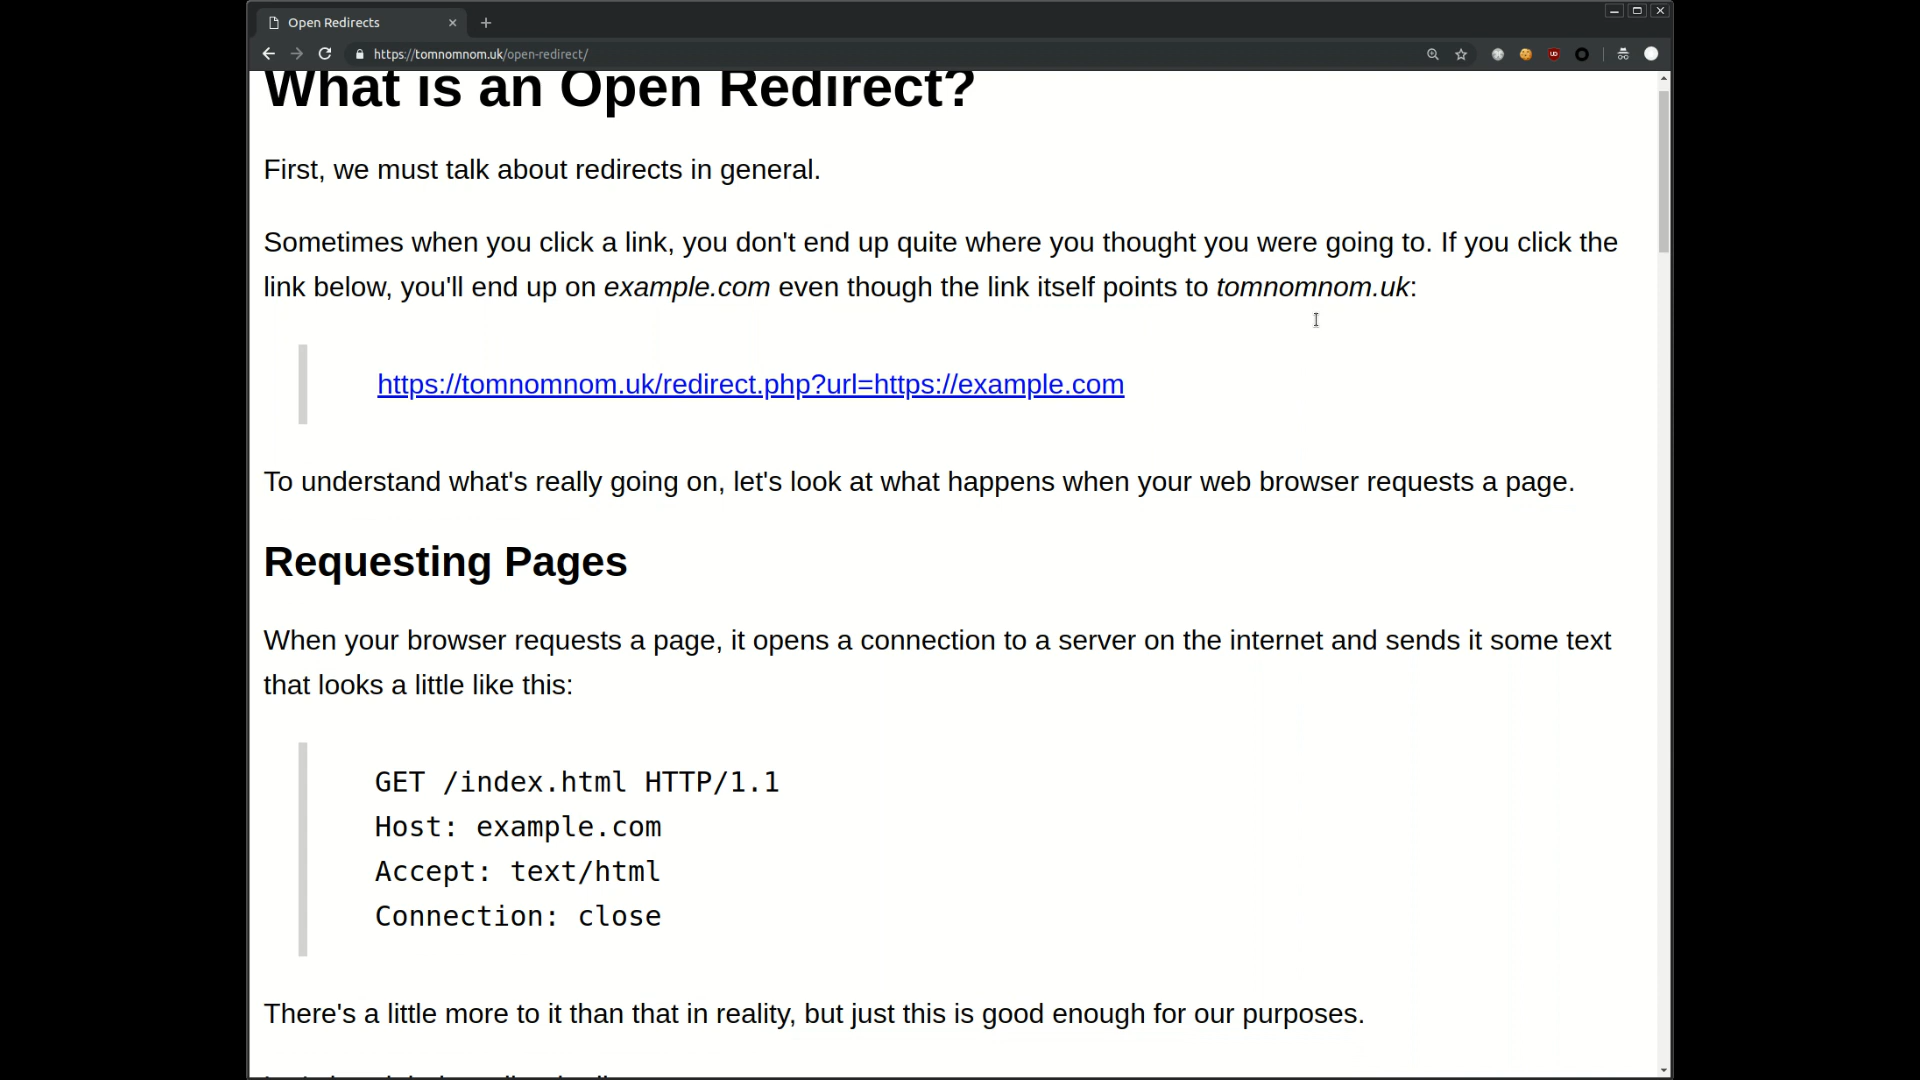 Open Redirects
https://tomnomnom.uk/open-redirect/
What is an Open Redirect?
First, we must talk about redirects in general.
Sometimes when you click a link, you don't end up quite where you thought you were going to. If you click the
link below, you'll end up on example.com even though the link itself points to tomnomnom.uk:
https://tomnomnom.uk/redirect.php?url=https://example.com
To understand what's really going on, let's look at what happens when your web browser requests a page.
Requesting Pages
When your browser requests a page, it opens a connection to a server on the internet and sends it some text
that looks a little like this:
GET /index.html HTTP/1.1
Host: example.com
Accept: text/html
Connection: close
There's a little more to it than that in reality, but just this is good enough for our purposes.